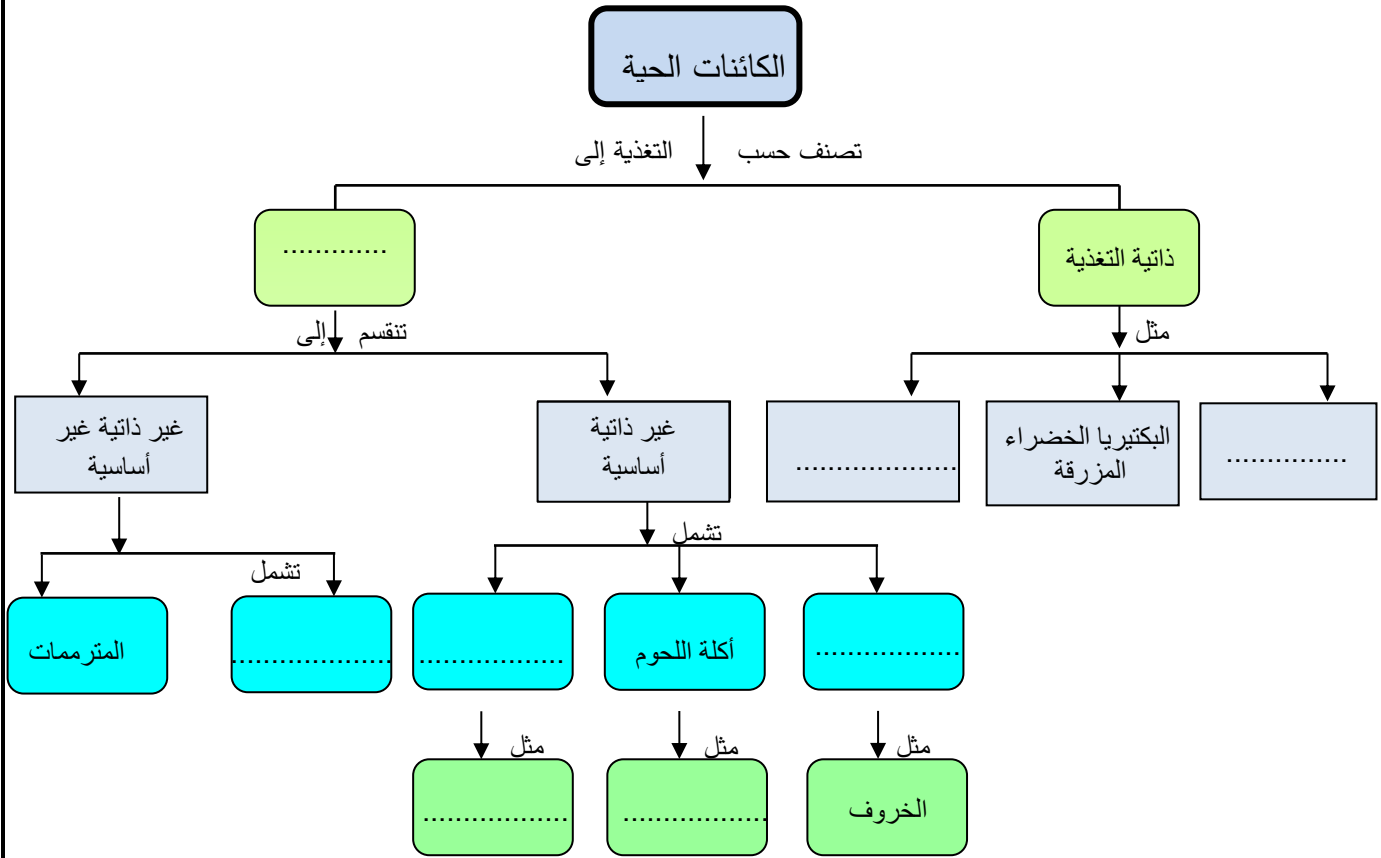 الكائنات الحية
تصنف حسب التغذية إلى
ذاتية التغذية
.............
مثل
تنقسم إلى
...............
البكتيريا الخضراء
المزرقة
....................
غير ذاتية
أساسية
غير ذاتية غير
أساسية
تشمل
تشمل
..................
أكلة اللحوم
..................
....................
المترممات
مثل
مثل
مثل
الخروف
..................
..................